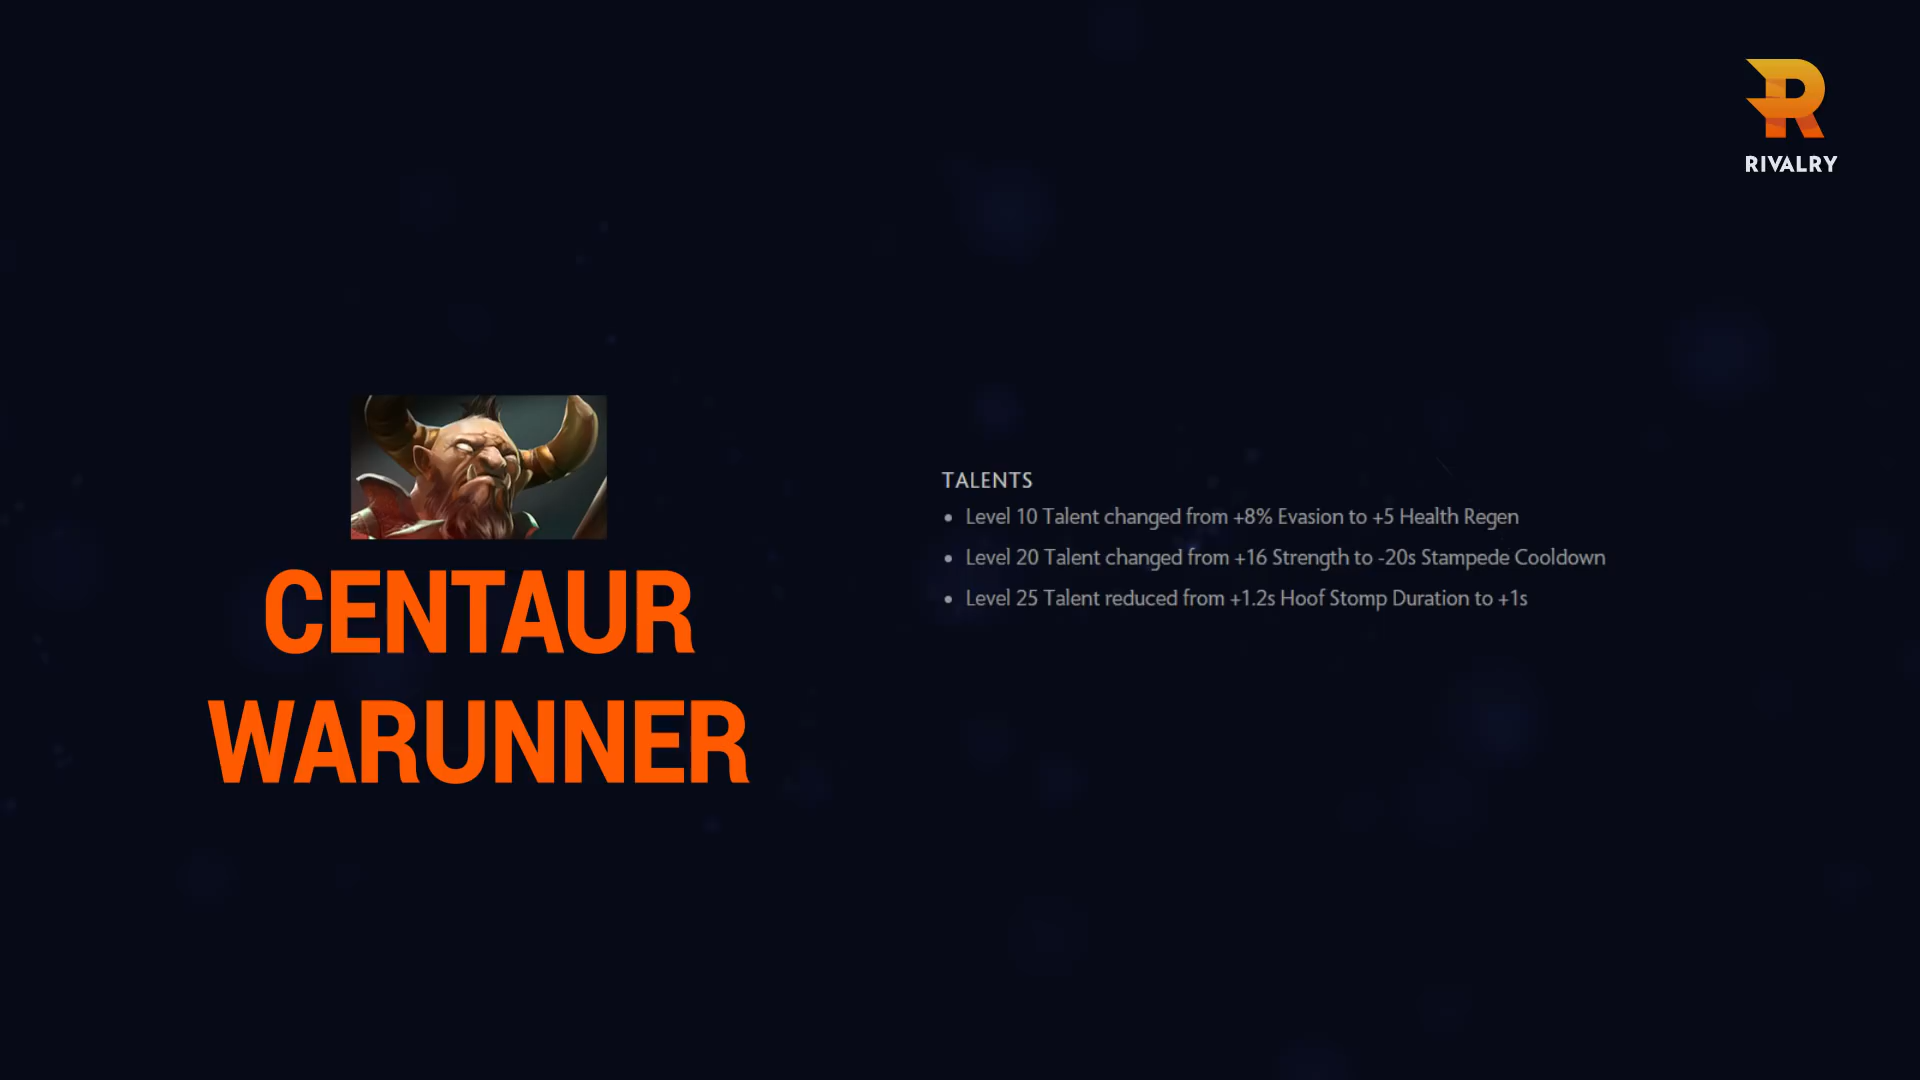 RIVALRY
CENTAUR
WARUNNER
TALENTS
• Level 10 Talent changed from +8% Evasion to +5 Health Regen
• Level 20 Talent changed from +16 Strength to -20s Stampede Cooldown
• Level 25 Talent reduced from +1.2s Hoof Stomp Duration to +1s